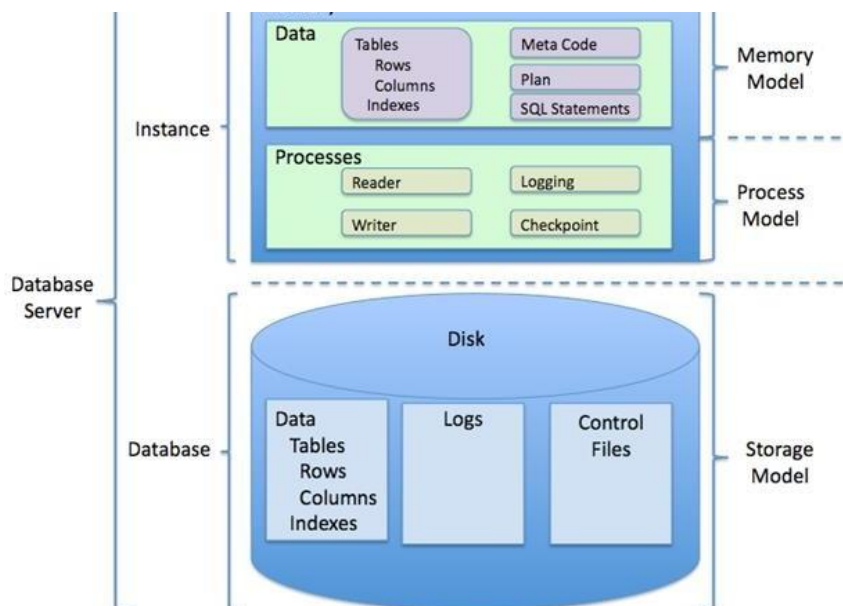 Data
Tables
Rows
Columns
Indexes
Meta Code
Plan
SQL Statements
Memory
Model
Instance
Processes
Reader
Logging
Writer
Checkpoint
Process
Model
Database
Server
Disk
Data
Tables
Rows
Columns
Indexes
Logs
Control
Files
Database
Storage
Model